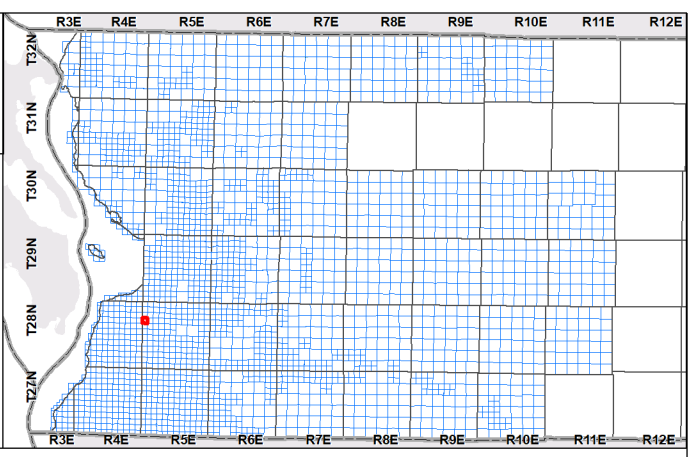 R3E R4E R5E R6E R7E R8E R9E R10E R11E R12E
T32N
T31N
T30N
T29N
T28N
T27N
R3E R4E R5E R6E R7E R8E R9E R10E R11E R12E